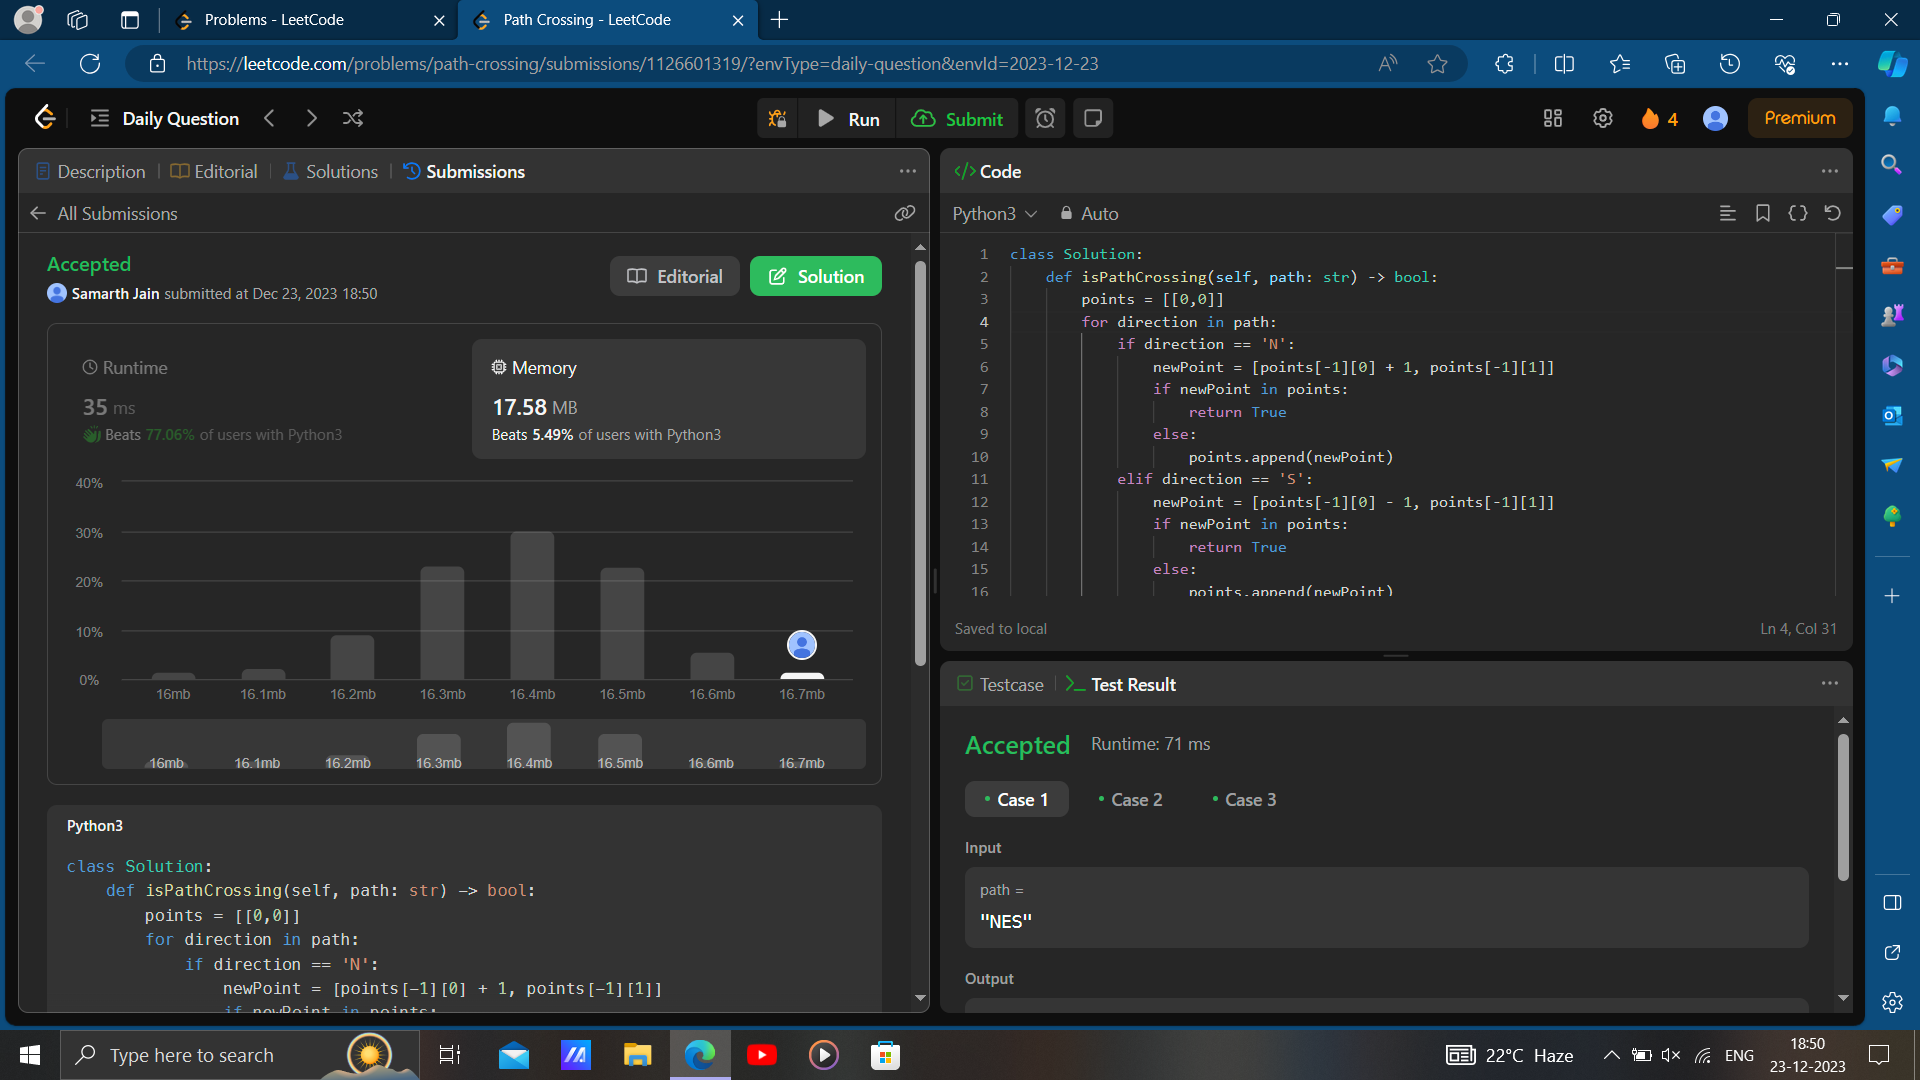 Problems - LeetCode
Path Crossing - LeetCode
https://leetcode.com/problems/path-crossing/submissions/1126601319/?envType=daily-question&envId=2023-12-23
Daily Question
Run
Submit
4
Premium
Description
Editorial
Solutions
Submissions
All Submissions
Accepted
Samarth Jain submitted at Dec 23, 2023 18:50
Editorial
Solution
Runtime
35 ms
Beats 77.06% of users with Python3
Memory
17.58 MB
Beats 5.49% of users with Python3
40%
30%
20%
10%
0%
16mb 16.1mb 16.2mb 16.3mb 16.4mb 16.5mb 16.6mb 16.7mb
16mb 16.1mb 16.2mb 16.3mb 16.4mb 16.5mb 16.6mb 16.7mb
Python3
class Solution:
def isPathCrossing(self, path: str) -> bool:
points = [[0,0]]
for direction in path:
if direction == 'N':
newPoint = [points[-1][0] + 1, points[-1][1]]
if newPoint in points:
</> Code
Python3
Auto
1 class Solution:
2 def isPathCrossing(self, path: str) -> bool:
3 points = [[0,0]]
4 for direction in path:
5 if direction == 'N':
6 newPoint = [points[-1][0] + 1, points[-1][1]]
7 if newPoint in points:
8 return True
9 else:
10 points.append(newPoint)
11 elif direction == 'S':
12 newPoint = [points[-1][0] - 1, points[-1][1]]
13 if newPoint in points:
14 return True
15 else:
16 points.append(newPoint)
Saved to local
Ln 4, Col 31
Testcase
Test Result
Accepted
Runtime: 71 ms
Case 1
Case 2
Case 3
Input
path =
"NES"
Output
Type here to search
22°C Haze
ENG
18:50
23-12-2023